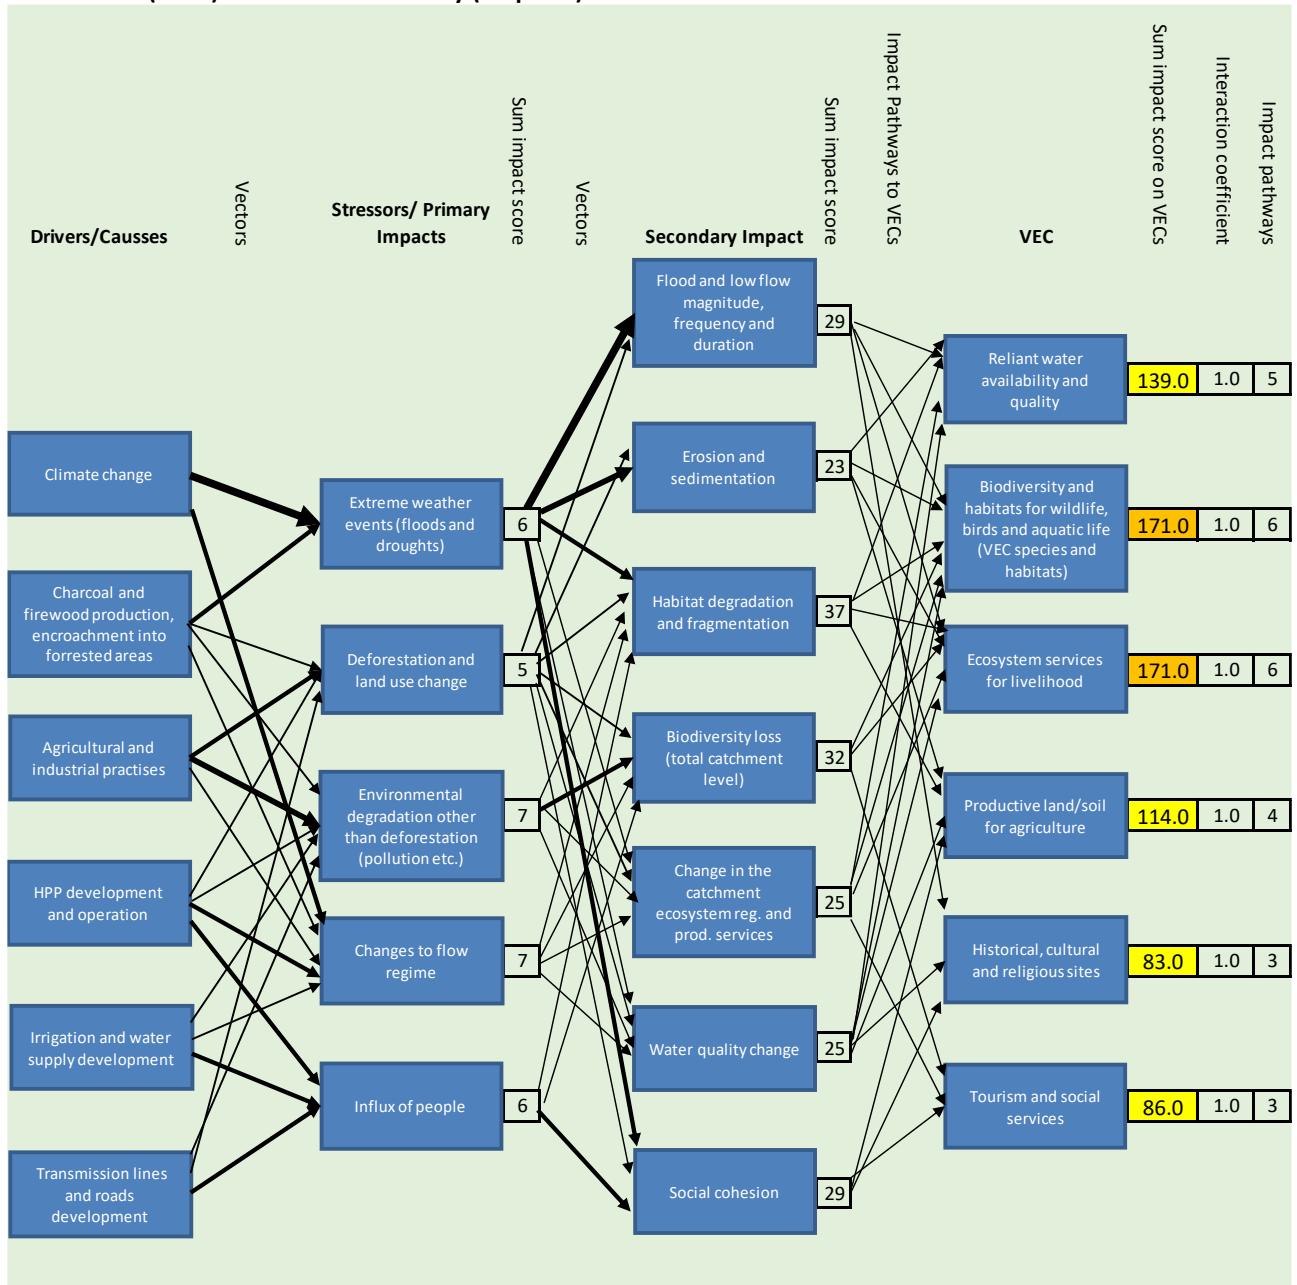 Sum impact score
Vectors
Sum impact score
Impact Pathways to VECs
Sum impact score on VECs
Interaction coefficient
Impact pathways
Vectors
Drivers/Causses
Stressors/ Primary
Impacts
Secondary Impact
VEC
Climate change
Charcoal and
firewood production,
encroachment into
forrested areas
Agricultural and
industrial practises
HPP development
and operation
Irrigation and water
supply development
Transmission lines
and roads
development
Extreme weather
events (floods and
droughts)
6
Deforestation and
land use change
5
Environmental
degradation other
than deforestation
(pollution etc.)
7
Changes to flow
regime
7
Influx of people
6
Flood and low flow
magnitude,
frequency and
duration
29
Erosion and
sedimentation
23
Habitat degradation
and fragmentation
37
Biodiversity loss
(total catchment
level)
32
Change in the
catchment
ecosystem reg. and
prod. services
25
Water quality change
25
Social cohesion
29
Reliant water
availability and
quality
139.0 1.0 5
Biodiversity and
habitats for wildlife,
birds and aquatic life
(VEC species and
habitats)
171.0 1.0 6
Ecosystem services
for livelihood
171.0 1.0 6
Productive land/soil
for agriculture
114.0 1.0 4
Historical, cultural
and religious sites
83.0 1.0 3
Tourism and social
services
86.0 1.0 3